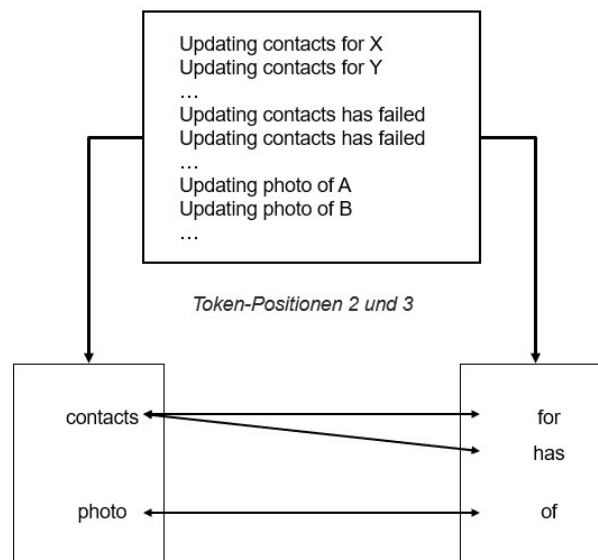 Updating contacts for X
Updating contacts for Y
...
Updating contacts has failed
Updating contacts has failed
...
Updating photo of A
Updating photo of B
...
Token-Positionen 2 und 3
contacts
for
has
photo
of